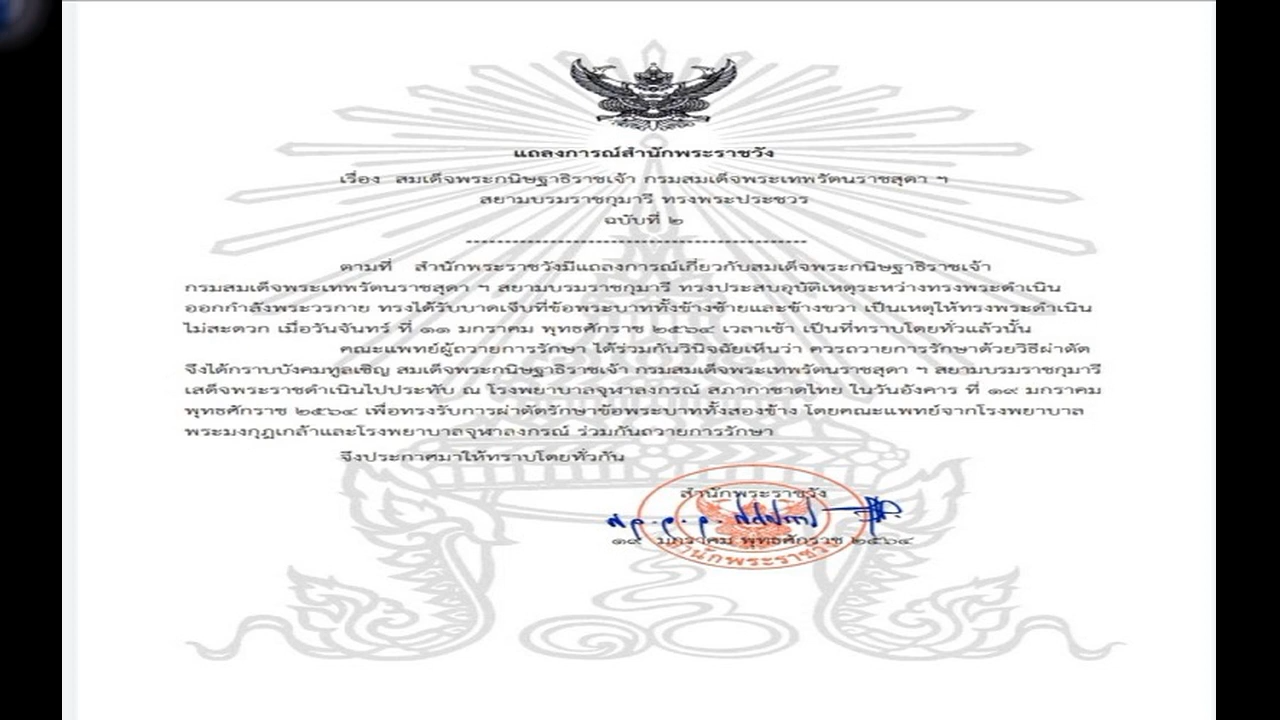 แถลงการณ์สำนักพระราชวัง
เรื่อง สมเด็จพระกนิษฐาธิราชเจ้า กรมสมเด็จพระเทพรัตนราชสุดา ฯ
สยามบรมราชกุมารี ทรงพระประชวร
ฉบับที่ ๒
--------------------------------------------
ตามที่ สำนักพระราชวังมีแถลงการณ์เกี่ยวกับสมเด็จพระกนิษฐาธิราชเจ้า
กรมสมเด็จพระเทพรัตนราชสุดา ฯ สยามบรมราชกุมารี ทรงประสบอุบัติเหตุระหว่างทรงพระดำเนิน
ออกกำลังพระวรกาย ทรงได้รับบาดเจ็บที่ข้อพระบาททั้งข้างซ้ายและข้างขวา เป็นเหตุให้ทรงพระดำเนิน
ไม่สะดวก เมื่อวันจันทร์ ที่ ๑๑ มกราคม พุทธศักราช ๒๕๖๔ เวลาเช้า เป็นที่ทราบโดยทั่วแล้วนั้น
คณะแพทย์ผู้ถวายการรักษา ได้ร่วมกันวินิจฉัยเห็นว่า ควรถวายการรักษาด้วยวิธีผ่าตัด
จึงได้กราบบังคมทูลเชิญ สมเด็จพระกนิษฐาธิราชเจ้า กรมสมเด็จพระเทพรัตนราชสุดา ฯ สยามบรมราชกุมารี
เสด็จพระราชดำเนินไปประทับ ณ โรงพยาบาลจุฬาลงกรณ์ สภากาชาดไทย ในวันอังคาร ที่ ๑๙ มกราคม
พุทธศักราช ๒๕๖๔ เพื่อทรงรับการผ่าตัดรักษาข้อพระบาททั้งสองข้าง โดยคณะแพทย์จากโรงพยาบาล
พระมงกุฎเกล้าและโรงพยาบาลจุฬาลงกรณ์ ร่วมกันถวายการรักษา
จึงประกาศมาให้ทราบโดยทั่วกัน
สำนักพระราชวัง
๑๙ มกราคม พุทธศักราช ๒๕๖๔
สำนักพระราชวัง